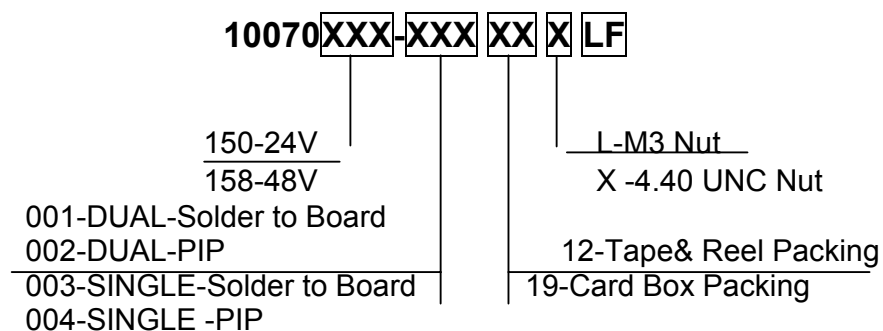 10070XXX-XXX XX X LF
150-24V
158-48V
L-M3 Nut
X -4.40 UNC Nut
001-DUAL-Solder to Board
002-DUAL-PIP
003-SINGLE-Solder to Board
004-SINGLE -PIP
12-Tape& Reel Packing
19-Card Box Packing